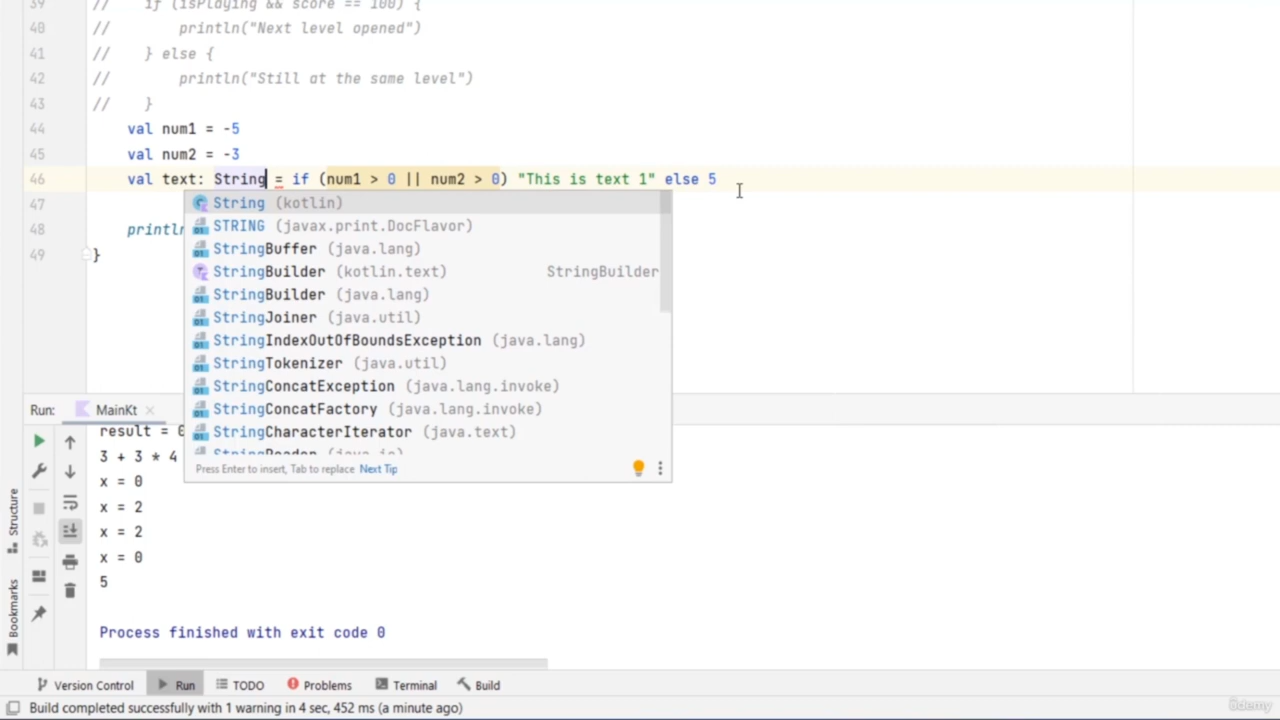 39 // if (isPlaying && score == 100) {
40 // println("Next level opened")
41 // } else {
42 // println("Still at the same level")
43 // }
44 val num1 = -5
45 val num2 = -3
46 val text: String = if (num1 > 0 || num2 > 0) "This is text 1" else 5
47
48 println
49 }
String (kotlin)
STRING (javax.print.DocFlavor)
StringBuffer (java.lang)
StringBuilder (kotlin.text) StringBuilder
StringBuilder (java.lang)
StringJoiner (java.util)
StringIndexOutOfBoundsException (java.lang)
StringTokenizer (java.util)
StringConcatException (java.lang.invoke)
StringConcatFactory (java.lang.invoke)
StringCharacterIterator (java.text)
StringReader (java.io)
Press Enter to insert, Tab to replace Next Tip
Run: MainKt
result = 0
3 + 3 * 4
x = 0
x = 2
x = 2
x = 0
5
Process finished with exit code 0
Structure
Bookmarks
Version Control Run TODO Problems Terminal Build
Build completed successfully with 1 warning in 4 sec, 452 ms (a minute ago)
ûdemy